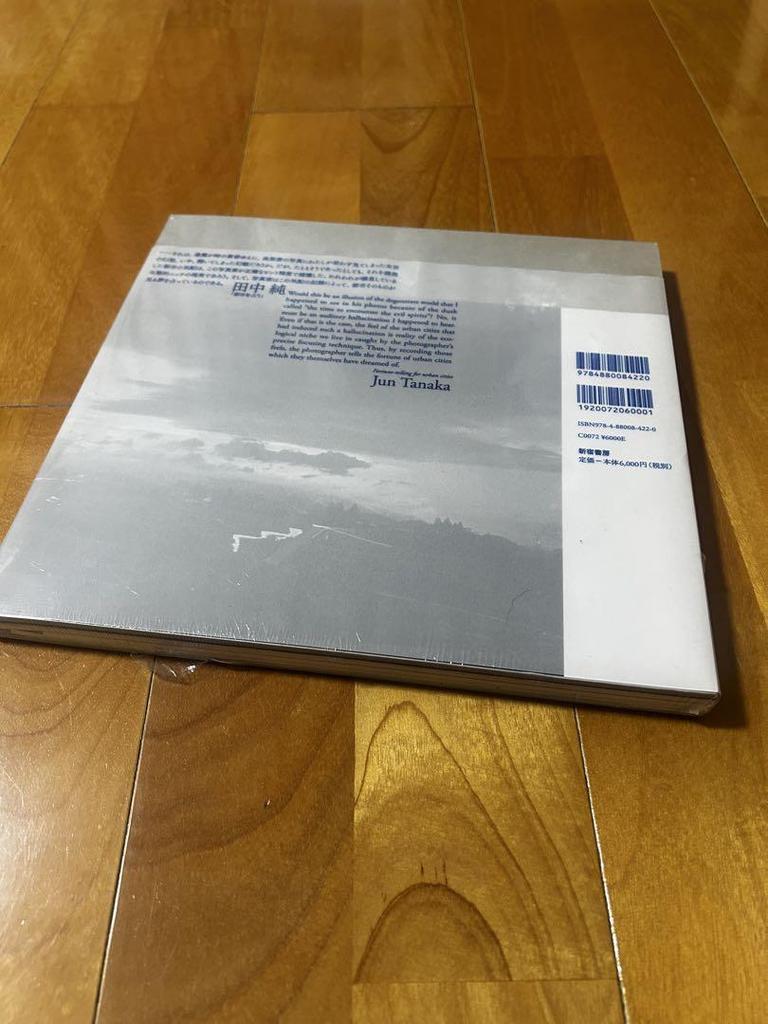 田中 純
Would this be an illusion of the disgruntum would that I
happened to see in his photos because of the dusk
called "the time to encounter the evil spirits"? No, it
must be an auditory hallucination I happened to hear.
Even if that is the case, the feel of the urban cities that
had induced such a hallucination is reality of the eco-
logical niche we live in caught by the photographer's
precise focusing technique. Thus, by recording those
feels, the photographer tells the fortune of urban cities
which they themselves have dreamed of.
Fortune-telling for urban cities
Jun Tanaka
9784880084220
1920072060001
ISBN978-4-88008-422-0
C0072 ¥6000E
新宿書房
定価=本体6,000円(税別)